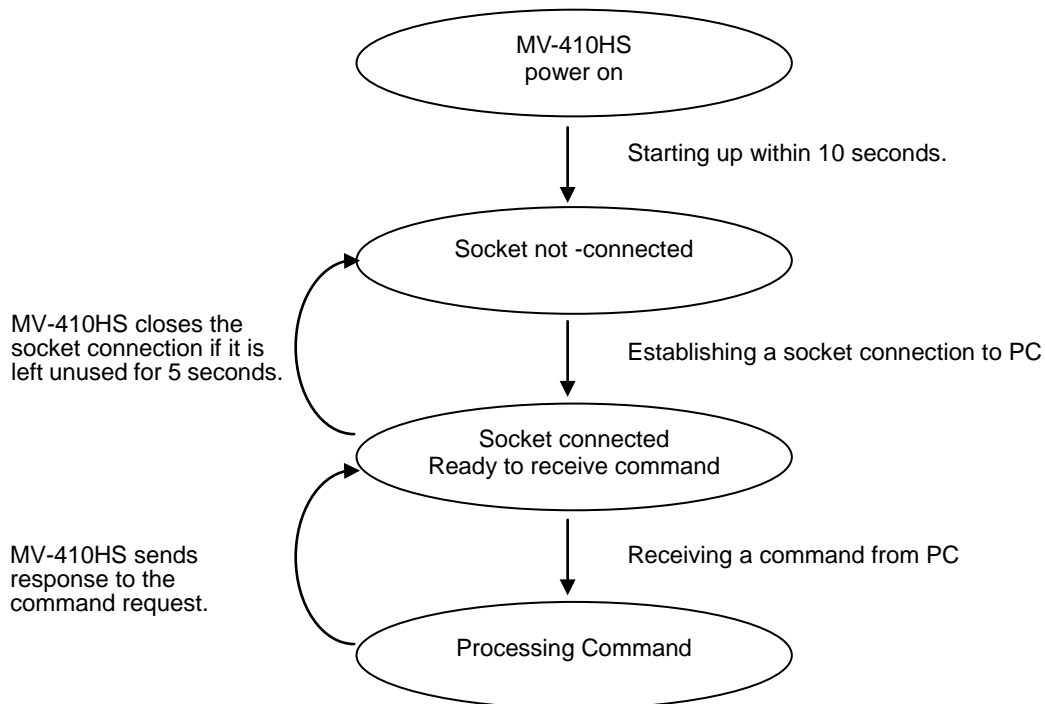 MV-410HS
power on
Starting up within 10 seconds.
Socket not -connected
MV-410HS closes the
socket connection if it is
left unused for 5 seconds.
Establishing a socket connection to PC
Socket connected
Ready to receive command
MV-410HS sends
response to the
command request.
Receiving a command from PC
Processing Command